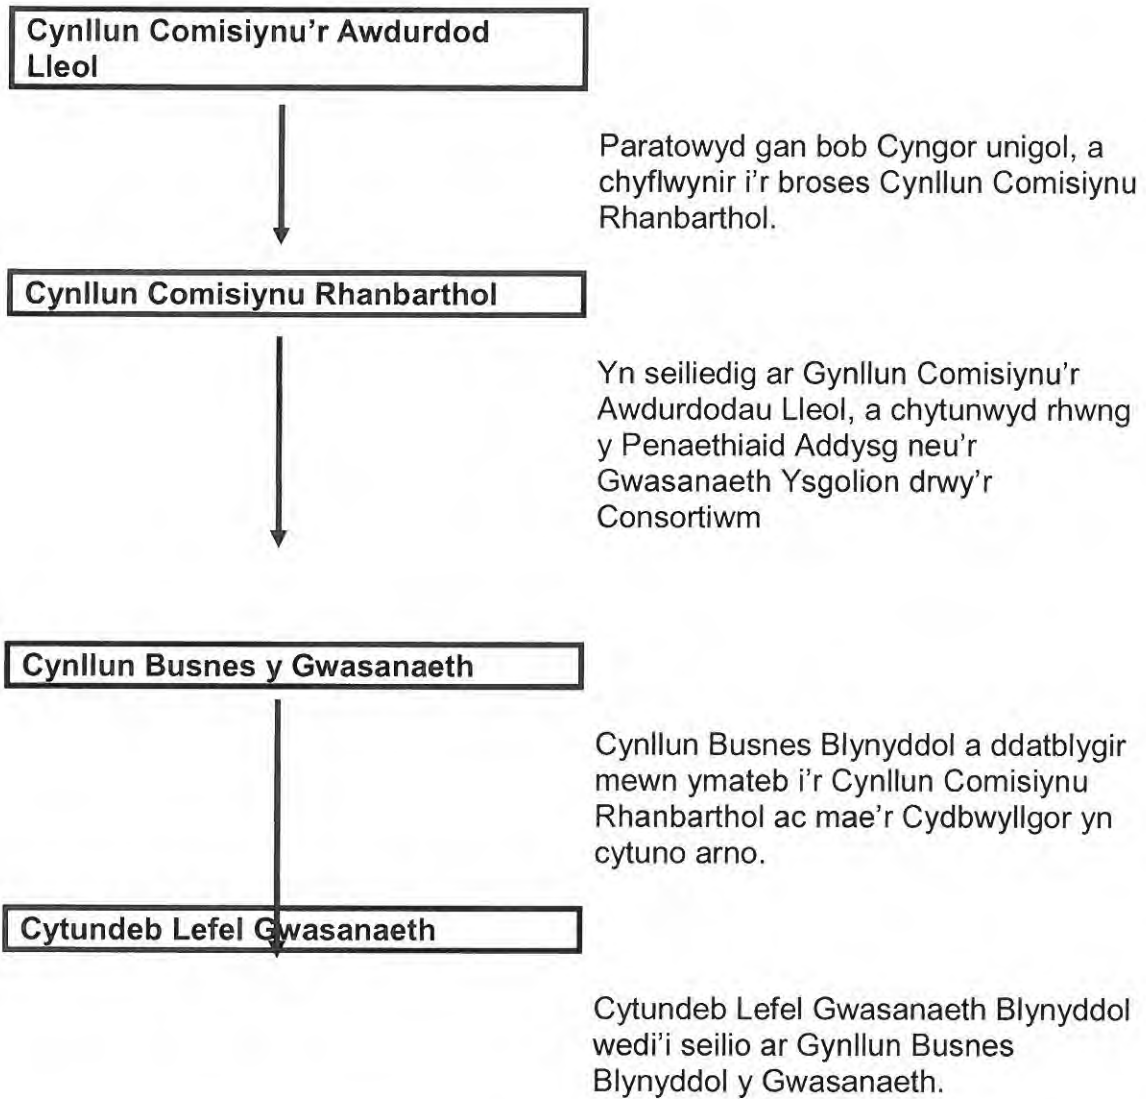 Cynllun Comisiynu'r Awdurdod
Lleol
Paratowyd gan bob Cyngor unigol, a
chyflwynir i'r broses Cynllun Comisiynu
Rhanbarthol.
Cynllun Comisiynu Rhanbarthol
Yn seiliedig ar Gynllun Comisiynu'r
Awdurdodau Lleol, a chytunwyd rhwng
y Penaethiaid Addysg neu'r
Gwasanaeth Ysgolion drwy'r
Consortiwm
Cynllun Busnes y Gwasanaeth
Cynllun Busnes Blynyddol a ddatblygir
mewn ymateb i'r Cynllun Comisiynu
Rhanbarthol ac mae'r Cydbwyllgor yn
cytuno arno.
Cytundeb Lefel Gwasanaeth
Cytundeb Lefel Gwasanaeth Blynyddol
wedi'i seilio ar Gynllun Busnes
Blynyddol y Gwasanaeth.